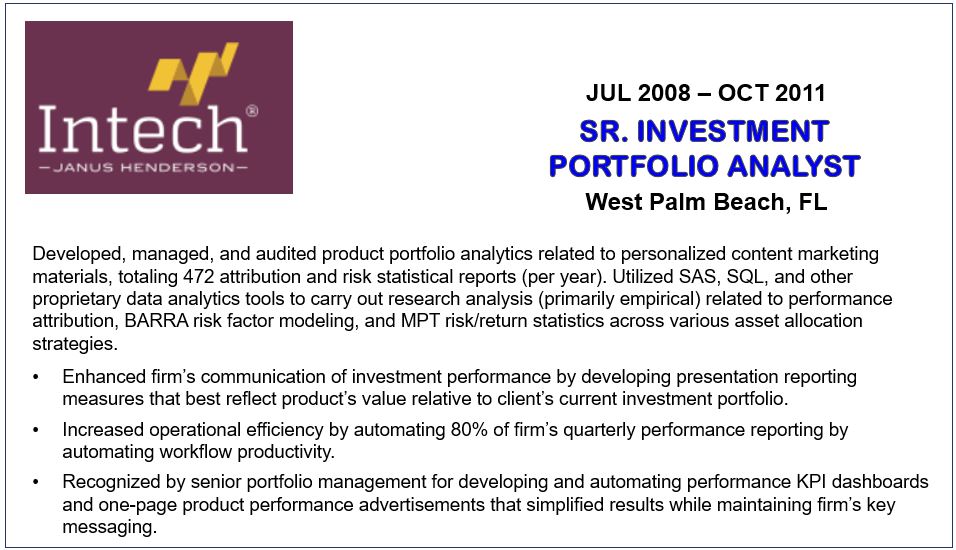 Intech®
—JANUS HENDERSON—
JUL 2008 – OCT 2011
SR. INVESTMENT
PORTFOLIO ANALYST
West Palm Beach, FL
Developed, managed, and audited product portfolio analytics related to personalized content marketing
materials, totaling 472 attribution and risk statistical reports (per year). Utilized SAS, SQL, and other
proprietary data analytics tools to carry out research analysis (primarily empirical) related to performance
attribution, BARRA risk factor modeling, and MPT risk/return statistics across various asset allocation
strategies.
• Enhanced firm’s communication of investment performance by developing presentation reporting
measures that best reflect product’s value relative to client’s current investment portfolio.
• Increased operational efficiency by automating 80% of firm’s quarterly performance reporting by
automating workflow productivity.
• Recognized by senior portfolio management for developing and automating performance KPI dashboards
and one-page product performance advertisements that simplified results while maintaining firm’s key
messaging.